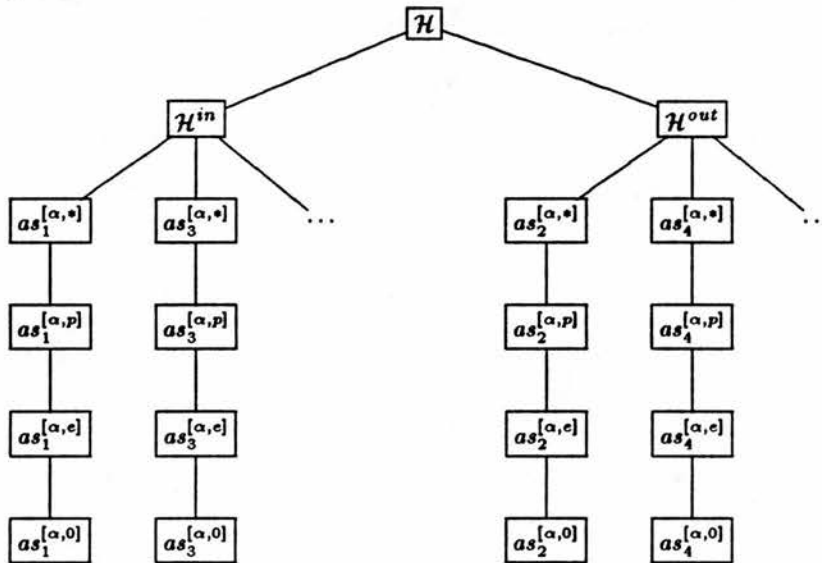 𝓗
𝓗^{in} 𝓗^{out}
as_1^{[α,*]} as_3^{[α,*]} ... as_2^{[α,*]} as_4^{[α,*]} ..
as_1^{[α,p]} as_3^{[α,p]} as_2^{[α,p]} as_4^{[α,p]}
as_1^{[α,e]} as_3^{[α,e]} as_2^{[α,e]} as_4^{[α,e]}
as_1^{[α,0]} as_3^{[α,0]} as_2^{[α,0]} as_4^{[α,0]}